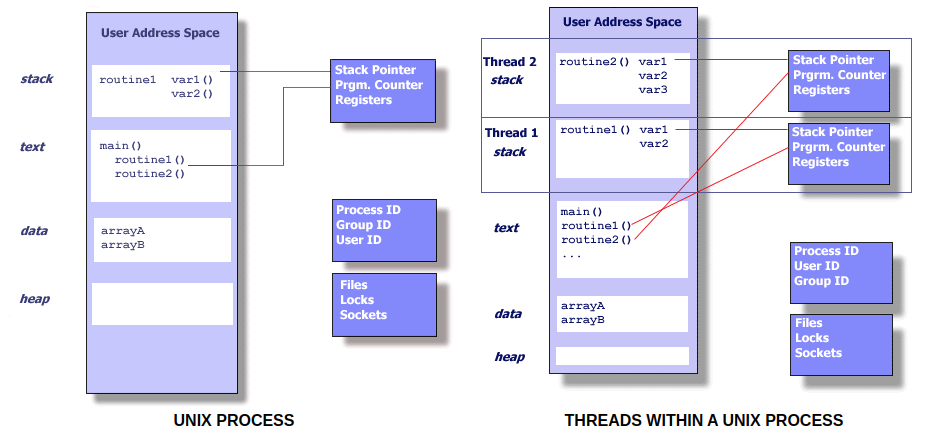 User Address Space
stack
routine1 var1()
var2()
Stack Pointer
Prgm. Counter
Registers
text
main()
routine1()
routine2()
Process ID
Group ID
User ID
data
arrayA
arrayB
Files
Locks
Sockets
heap
UNIX PROCESS
User Address Space
Thread 2
stack
routine2() var1
var2
var3
Stack Pointer
Prgrm. Counter
Registers
Thread 1
stack
routine1() var1
var2
Stack Pointer
Prgrm. Counter
Registers
text
main()
routine1()
routine2()
...
Process ID
User ID
Group ID
data
arrayA
arrayB
Files
Locks
Sockets
heap
THREADS WITHIN A UNIX PROCESS